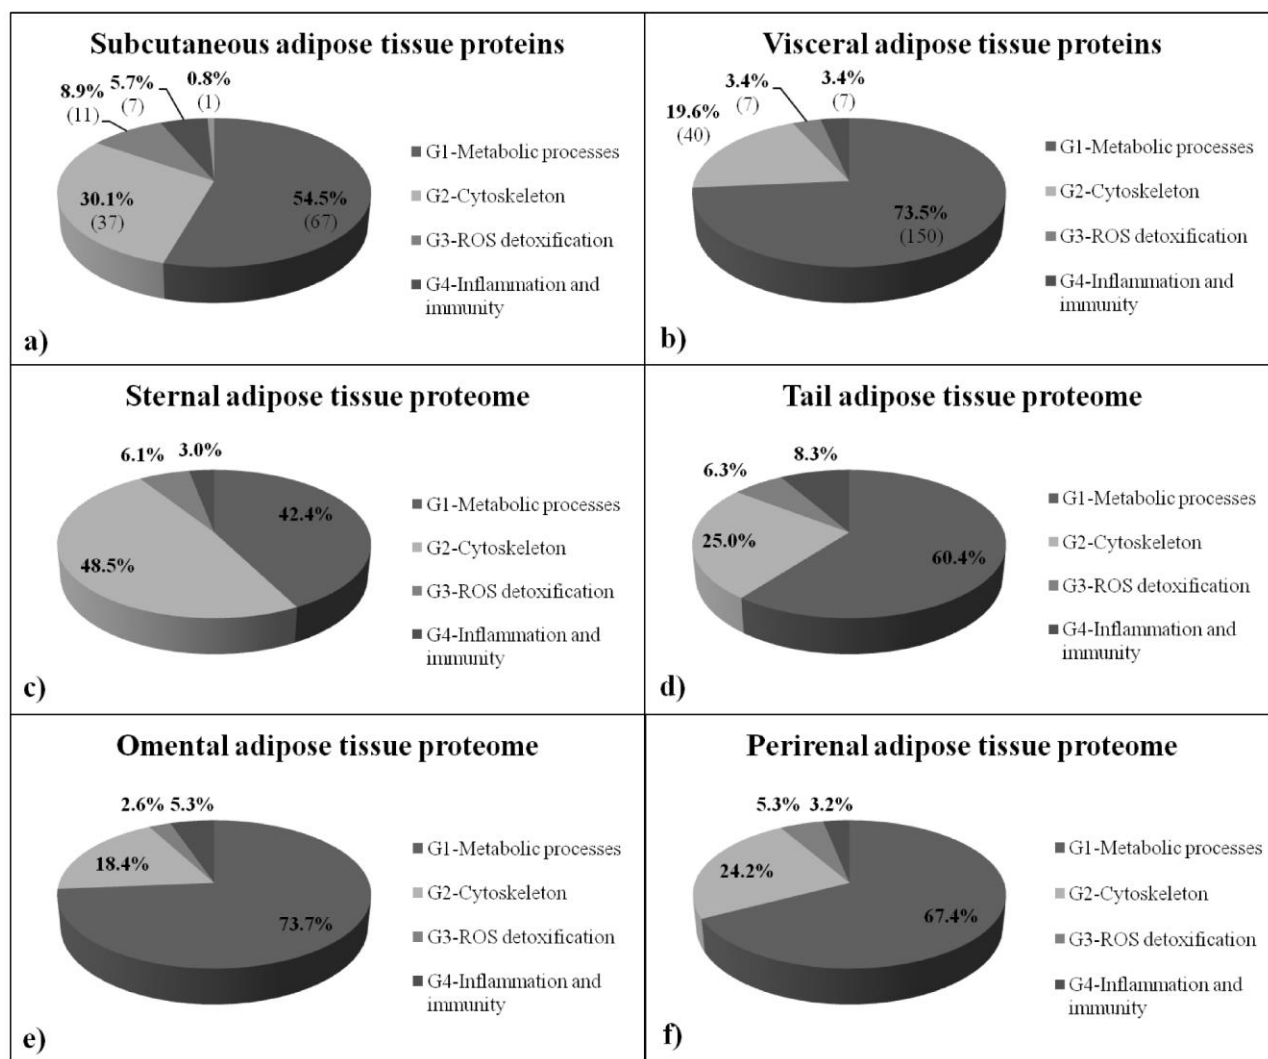 Subcutaneous adipose tissue proteins
8.9%
(11)
5.7%
(7)
0.8%
(1)
30.1%
(37)
54.5%
(67)
G1-Metabolic processes
G2-Cytoskeleton
G3-ROS detoxification
G4-Inflammation and
immunity
a)
Visceral adipose tissue proteins
19.6%
(40)
3.4%
(7)
3.4%
(7)
73.5%
(150)
G1-Metabolic processes
G2-Cytoskeleton
G3-ROS detoxification
G4-Inflammation and
immunity
b)
Sternal adipose tissue proteome
6.1%
3.0%
42.4%
48.5%
G1-Metabolic processes
G2-Cytoskeleton
G3-ROS detoxification
G4-Inflammation and
immunity
c)
Tail adipose tissue proteome
6.3%
8.3%
25.0%
60.4%
G1-Metabolic processes
G2-Cytoskeleton
G3-ROS detoxification
G4-Inflammation and
immunity
d)
Omental adipose tissue proteome
2.6%
5.3%
18.4%
73.7%
G1-Metabolic processes
G2-Cytoskeleton
G3-ROS detoxification
G4-Inflammation and
immunity
e)
Perirenal adipose tissue proteome
5.3%
3.2%
24.2%
67.4%
G1-Metabolic processes
G2-Cytoskeleton
G3-ROS detoxification
G4-Inflammation and
immunity
f)